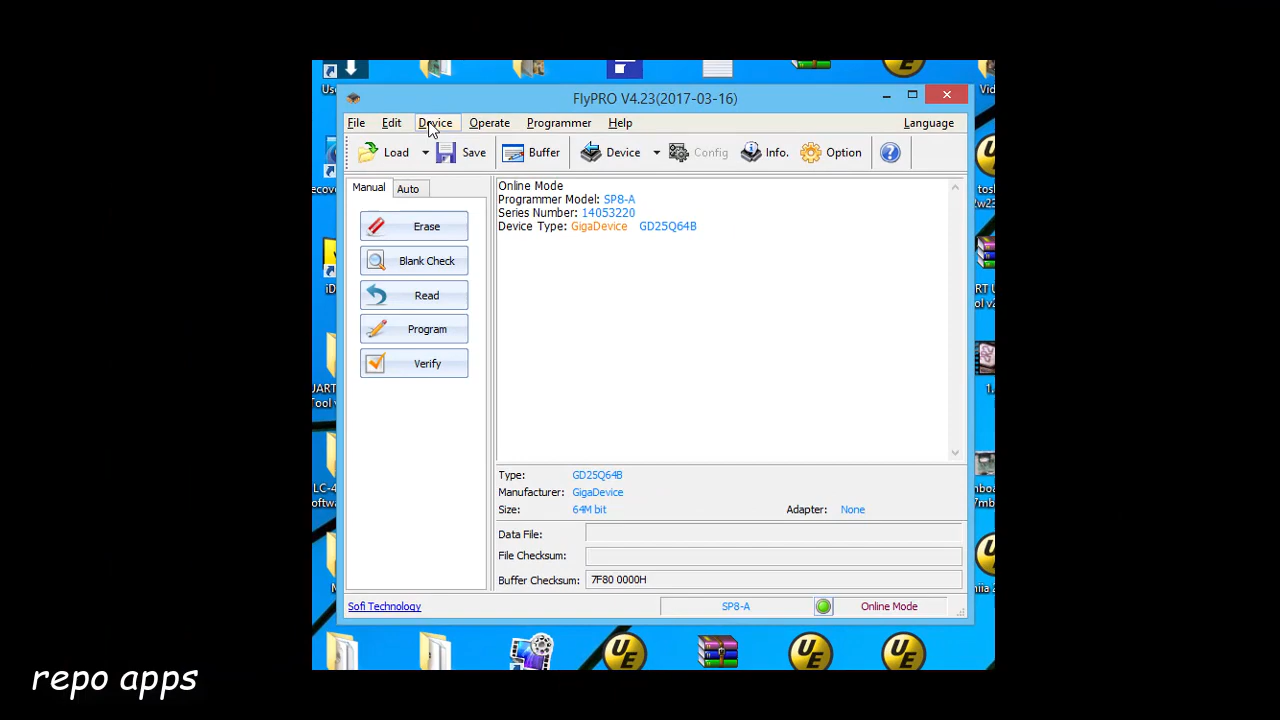 Use
FlyPRO V4.23(2017-03-16)
File Edit Device Operate Programmer Help Language
Load Save Buffer Device Config Info. Option
Manual Auto
Erase
Blank Check
Read
Program
Verify
Online Mode
Programmer Model: SP8-A
Series Number: 14053220
Device Type: GigaDevice GD25Q64B
Type: GD25Q64B
Manufacturer: GigaDevice
Size: 64M bit Adapter: None
Data File:
File Checksum:
Buffer Checksum: 7F80 0000H
Sofi Technology SP8-A Online Mode
repo apps